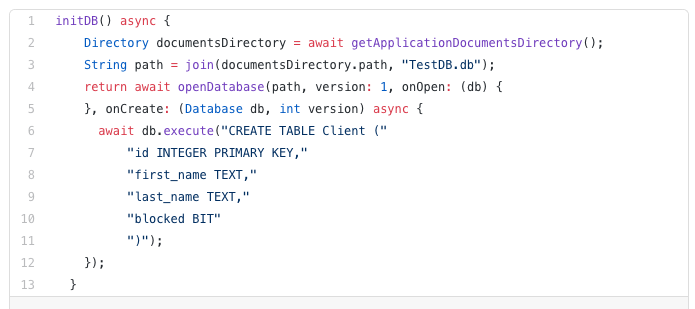 1 initDB() async {
2 Directory documentsDirectory = await getApplicationDocumentsDirectory();
3 String path = join(documentsDirectory.path, "TestDB.db");
4 return await openDatabase(path, version: 1, onOpen: (db) {
5 }, onCreate: (Database db, int version) async {
6 await db.execute("CREATE TABLE Client ("
7 "id INTEGER PRIMARY KEY,"
8 "first_name TEXT,"
9 "last_name TEXT,"
10 "blocked BIT"
11 ")");
12 });
13 }